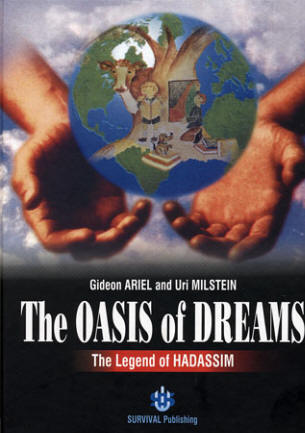 Gideon ARIEL and Uri MILSTEIN
The OASIS of DREAMS
The Legend of HADASSIM
SURVIVAL Publishing